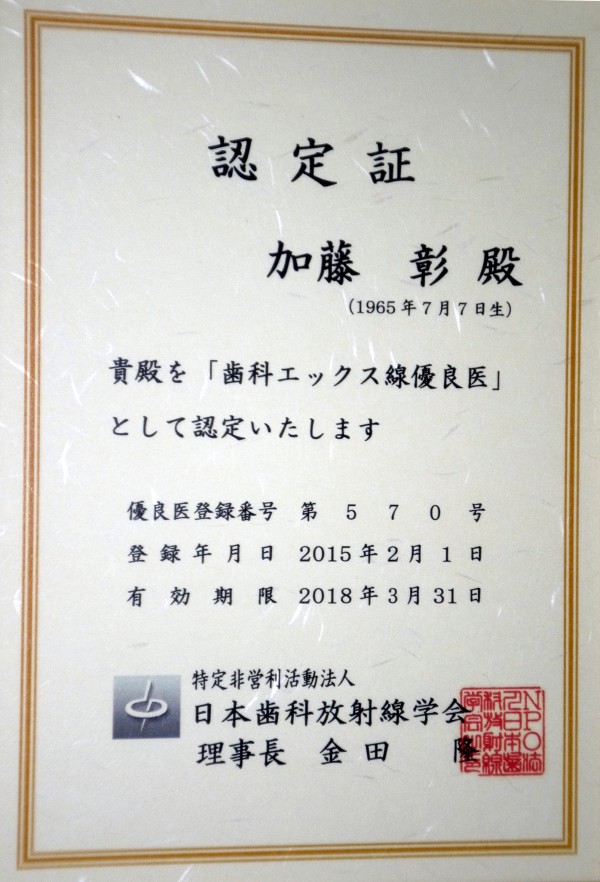 認定証
加藤 彰 殿
(1965年7月7日生)
貴殿を「歯科エックス線優良医」
として認定いたします
優良医登録番号 第570号
登録年月日 2015年2月1日
有効期限 2018年3月31日
特定非営利活動法人
日本歯科放射線学会
理事長 金田 隆